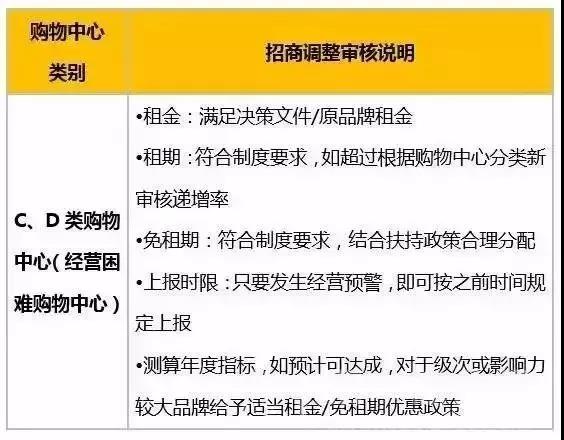 购物中心
类别
招商调整审核说明
C、D 类购物
中心（经营困
难购物中心）
•租金：满足决策文件/原品牌租金
•租期：符合制度要求，如超过根据购物中心分类新
审核递增率
•免租期：符合制度要求，结合扶持政策合理分配
•上报时限：只要发生经营预警，即可按之前时间规
定上报
•测算年度指标，如预计可达成，对于级次或影响力
较大品牌给予适当租金/免租期优惠政策